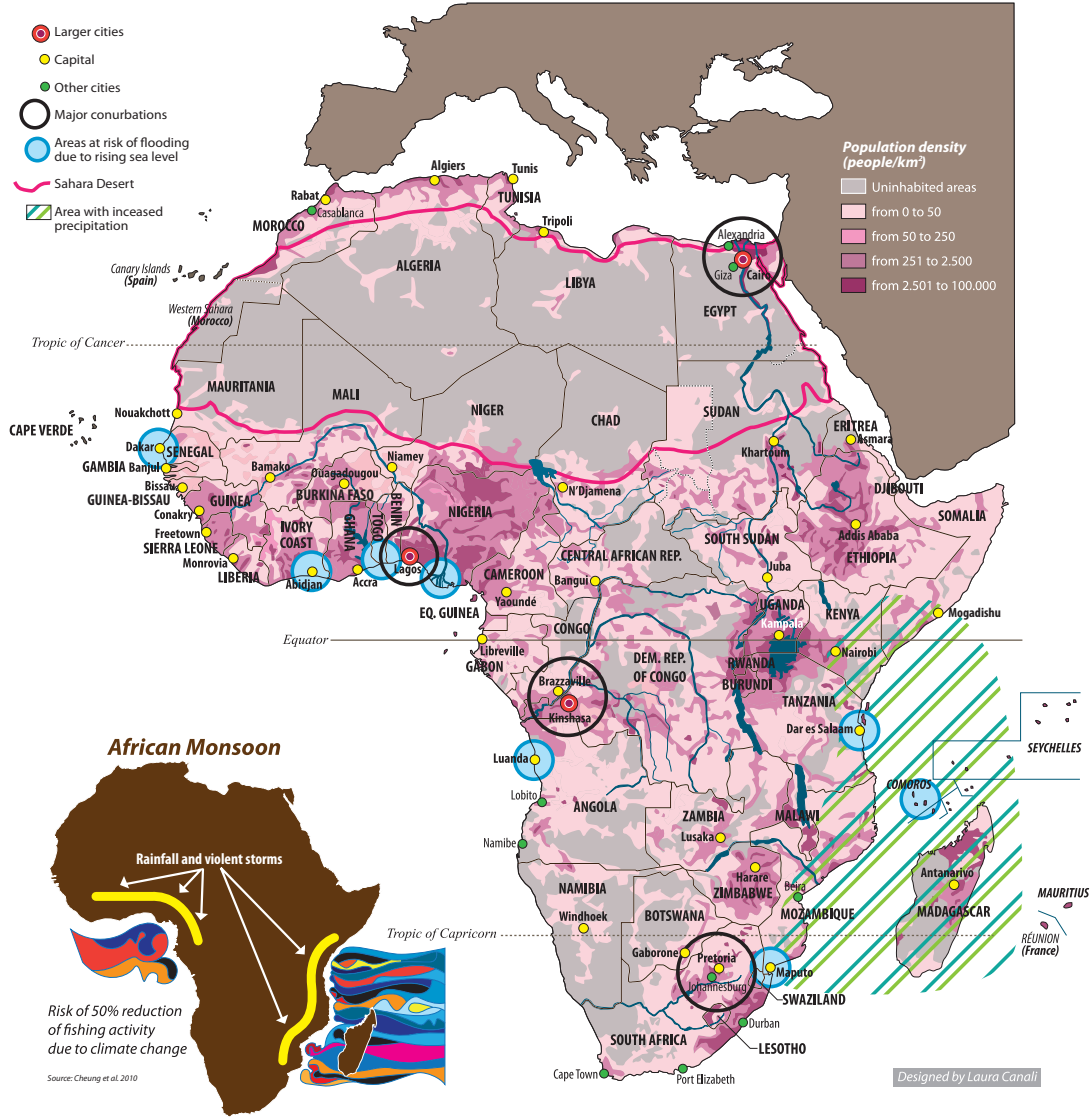 Larger cities
Capital
Other cities
Major conurbations
Areas at risk of flooding
due to rising sea level
Sahara Desert
Area with inceased
precipitation
Population density
(people/km²)
Uninhabited areas
from 0 to 50
from 50 to 250
from 251 to 2.500
from 2.501 to 100.000
Algiers
Tunis
TUNISIA
Rabat
Casablanca
MOROCCO
Tripoli
Alexandria
Giza
Cairo
ALGERIA
LIBYA
EGYPT
Canary Islands
(Spain)
Western Sahara
(Morocco)
Tropic of Cancer
MAURITANIA
MALI
NIGER
CHAD
SUDAN
Nouakchott
CAPE VERDE
Dakar
SENEGAL
GAMBIA
Banjul
Bissau
GUINEA-BISSAU
GUINEA
Conakry
Freetown
SIERRA LEONE
Monrovia
LIBERIA
Bamako
Ouagadougou
BURKINA FASO
Niamey
IVORY
COAST
GHANA
TOGO
BENIN
NIGERIA
Abidjan
Accra
Lagos
N'Djamena
Khartoum
ERITREA
Asmara
DJIBOUTI
SOMALIA
Addis Ababa
ETHIOPIA
SOUTH SUDAN
Juba
CENTRAL AFRICAN REP.
Bangui
CAMEROON
Yaoundé
EQ. GUINEA
UGANDA
Kampala
KENYA
Mogadishu
Nairobi
Equator
Libreville
GABON
CONGO
DEM. REP.
OF CONGO
RWANDA
BURUNDI
Brazzaville
Kinshasa
TANZANIA
Dar es Salaam
SEYCHELLES
COMOROS
Luanda
Lobito
ANGOLA
Namibe
ZAMBIA
Lusaka
MALAWI
Harare
ZIMBABWE
Beira
MOZAMBIQUE
Antanarivo
MADAGASCAR
MAURITIUS
RÉUNION
(France)
NAMIBIA
Windhoek
BOTSWANA
Tropic of Capricorn
Gaborone
Pretoria
Johannesburg
Maputo
SWAZILAND
Durban
LESOTHO
SOUTH AFRICA
Cape Town
Port Elizabeth
African Monsoon
Rainfall and violent storms
Risk of 50% reduction
of fishing activity
due to climate change
Source: Cheung et al. 2010
Designed by Laura Canali